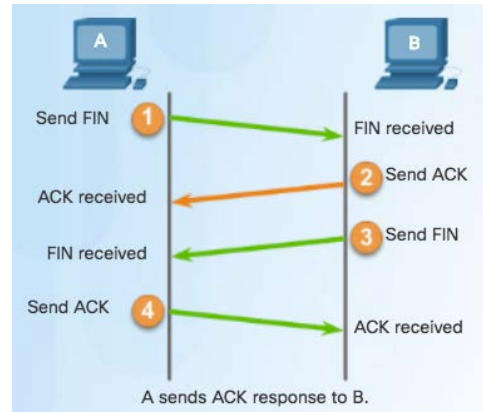 A
B
Send FIN
1
FIN received
2
Send ACK
ACK received
3
Send FIN
FIN received
Send ACK
4
ACK received
A sends ACK response to B.